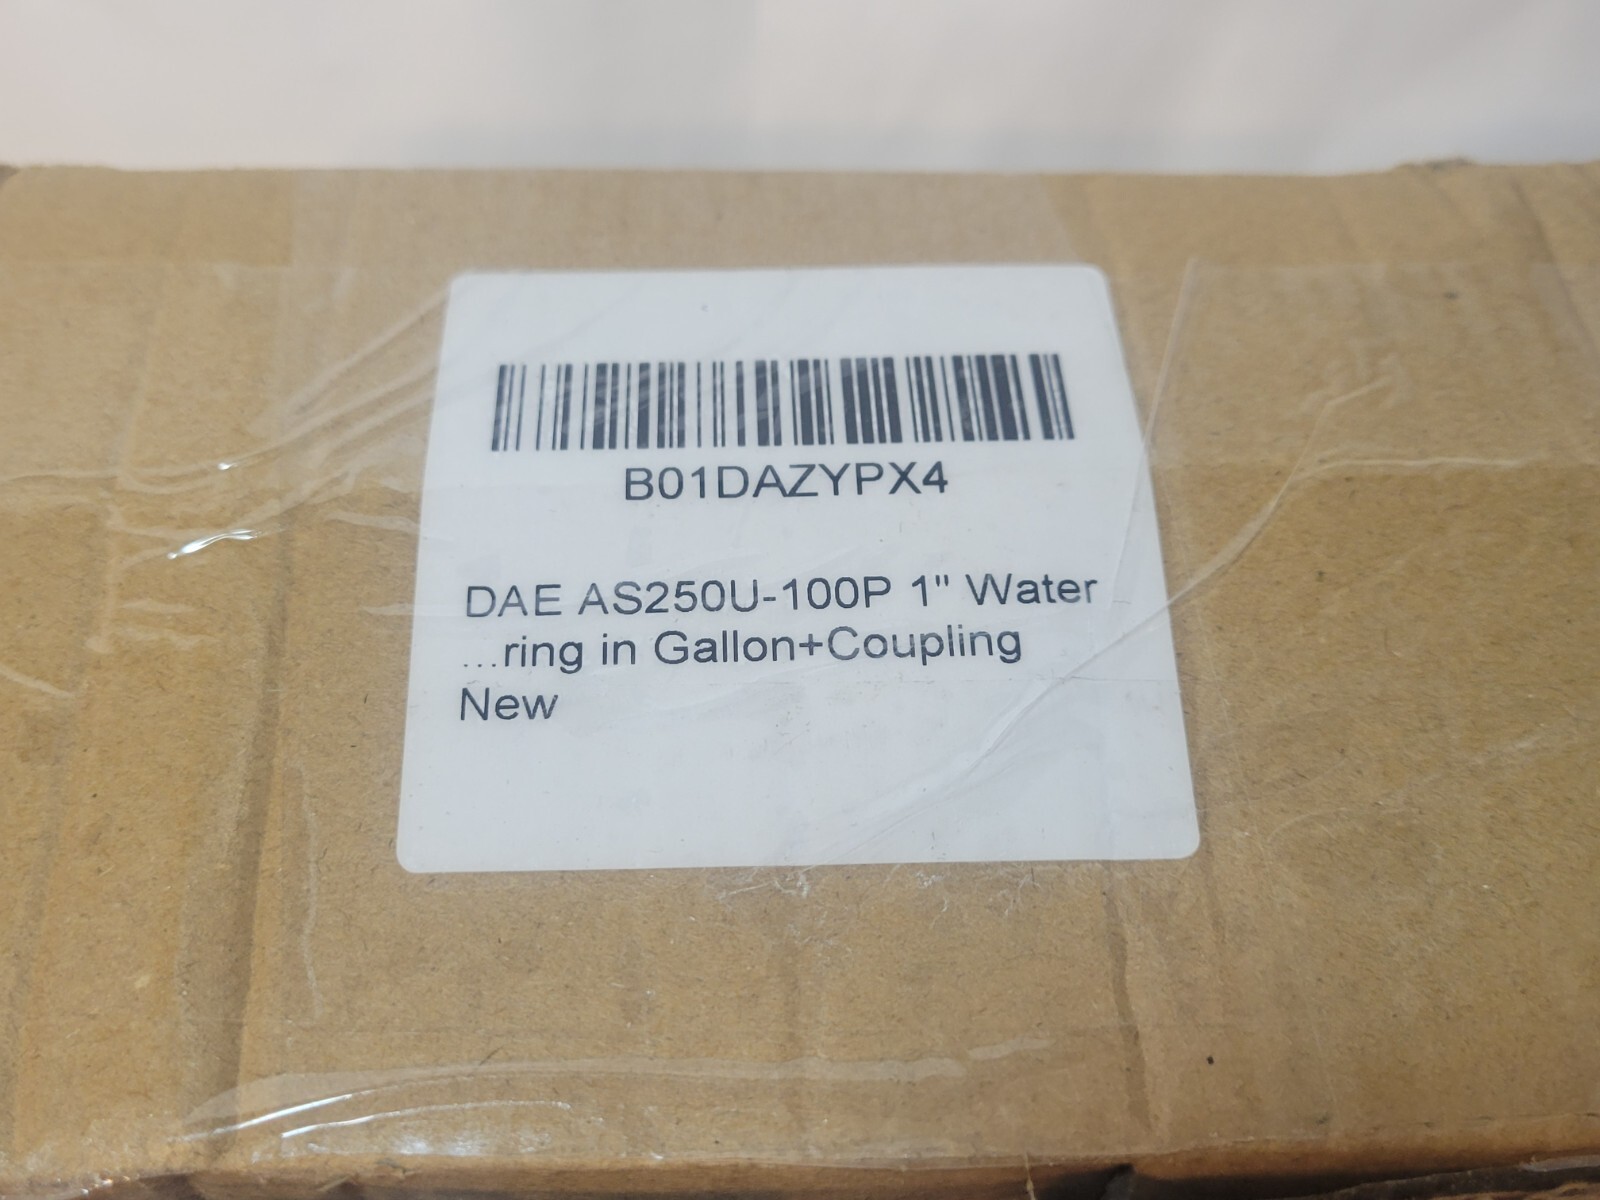 B01DAZYPX4
DAE AS250U-100P 1" Water
...ring in Gallon+Coupling
New